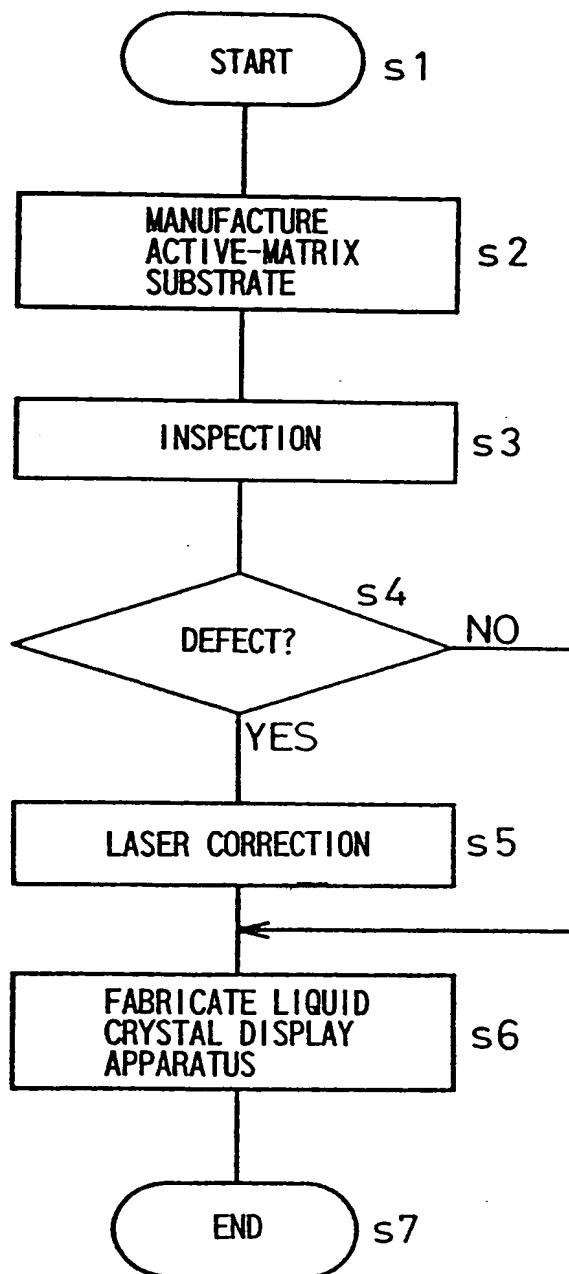 START s1
MANUFACTURE
ACTIVE-MATRIX
SUBSTRATE
s2
INSPECTION s3
s4
DEFECT?
NO
YES
LASER CORRECTION s5
FABRICATE LIQUID
CRYSTAL DISPLAY
APPARATUS
s6
END s7